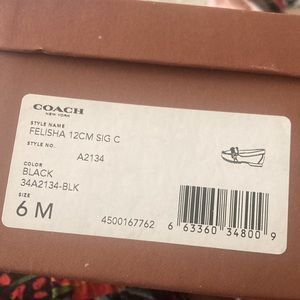 COACH
NEW YORK
STYLE NAME
FELISHA 12CM SIG C
STYLE NO.
A2134
COLOR
BLACK
34A2134-BLK
SIZE
6 M
4500167762
6 63360 34800 9